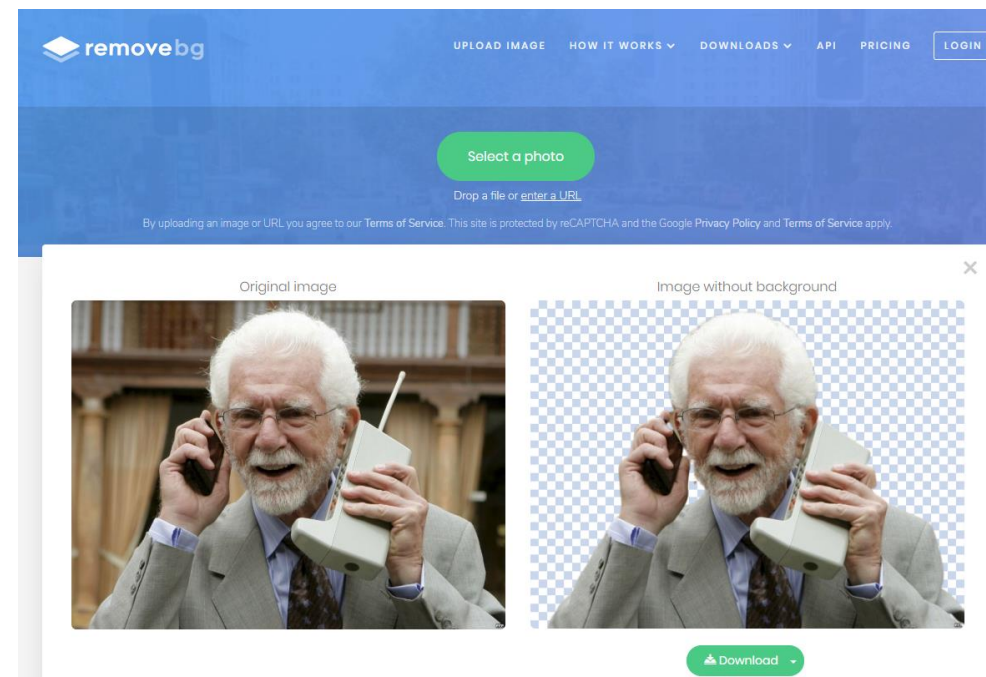 removebg
UPLOAD IMAGE HOW IT WORKS DOWNLOADS API PRICING LOGIN
Select a photo
Drop a file or enter a URL
By uploading an image or URL you agree to our Terms of Service. This site is protected by reCAPTCHA and the Google Privacy Policy and Terms of Service apply.
Original image Image without background
Download